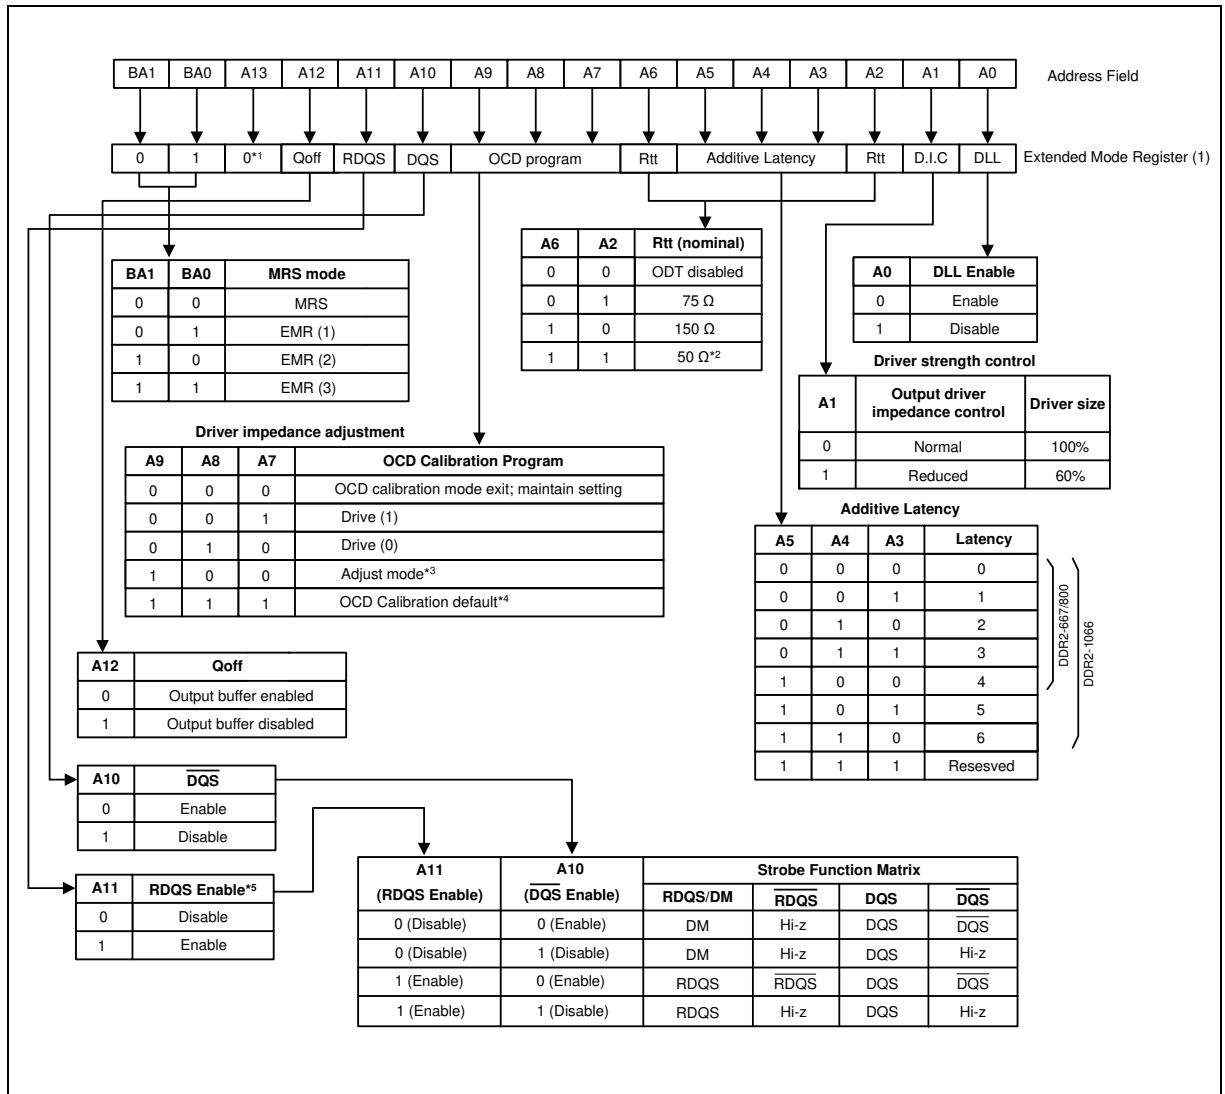 BA1 BA0 A13 A12 A11 A10 A9 A8 A7 A6 A5 A4 A3 A2 A1 A0 Address Field
0 1 0*1 Qoff RDQS DQS OCD program Rtt Additive Latency Rtt D.I.C DLL Extended Mode Register (1)
BA1 BA0 MRS mode
0 0 MRS
0 1 EMR (1)
1 0 EMR (2)
1 1 EMR (3)
A6 A2 Rtt (nominal)
0 0 ODT disabled
0 1 75 Ω
1 0 150 Ω
1 1 50 Ω*2
A0 DLL Enable
0 Enable
1 Disable
Driver strength control
A1 Output driver impedance control Driver size
0 Normal 100%
1 Reduced 60%
Driver impedance adjustment
A9 A8 A7 OCD Calibration Program
0 0 0 OCD calibration mode exit; maintain setting
0 0 1 Drive (1)
0 1 0 Drive (0)
1 0 0 Adjust mode*3
1 1 1 OCD Calibration default*4
Additive Latency
A5 A4 A3 Latency
0 0 0 0
0 0 1 1
0 1 0 2
0 1 1 3
1 0 0 4
1 0 1 5
1 1 0 6
1 1 1 Resesved
DDR2-667/800
DDR2-1066
A12 Qoff
0 Output buffer enabled
1 Output buffer disabled
A10 D̅Q̅S̅
0 Enable
1 Disable
A11 RDQS Enable*5
0 Disable
1 Enable
A11 (RDQS Enable) A10 (D̅Q̅S̅ Enable) Strobe Function Matrix
RDQS/DM R̅D̅Q̅S̅ DQS D̅Q̅S̅
0 (Disable) 0 (Enable) DM Hi-z DQS D̅Q̅S̅
0 (Disable) 1 (Disable) DM Hi-z DQS Hi-z
1 (Enable) 0 (Enable) RDQS R̅D̅Q̅S̅ DQS D̅Q̅S̅
1 (Enable) 1 (Disable) RDQS Hi-z DQS Hi-z